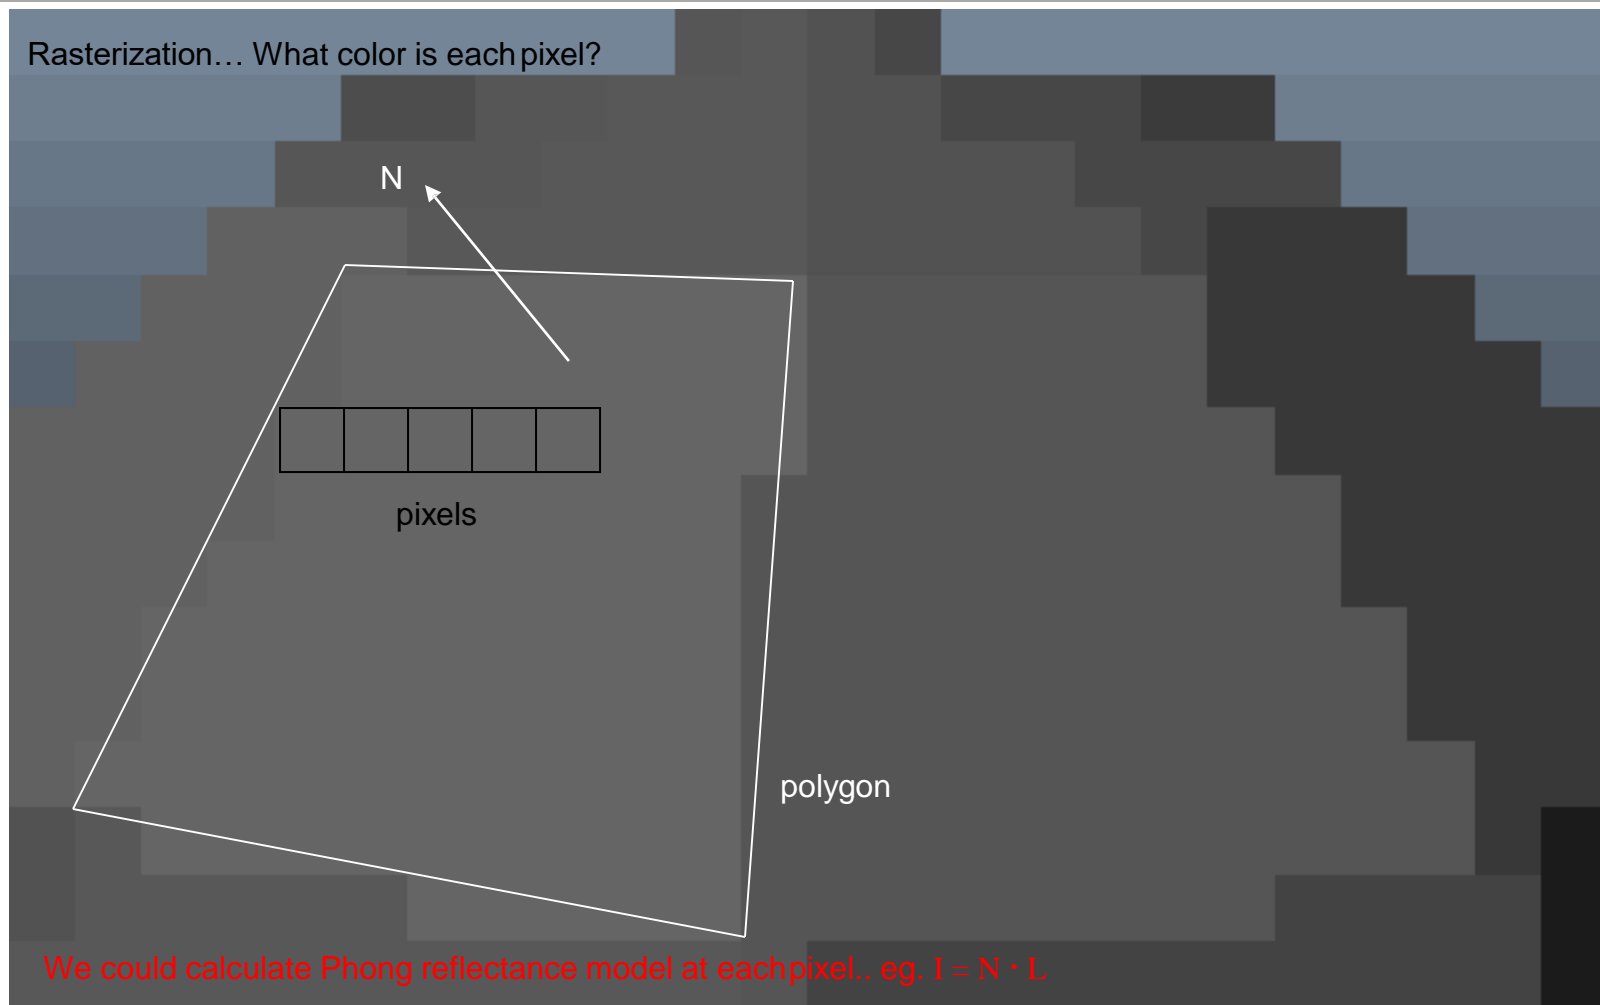 Rasterization… What color is each pixel?
N
pixels
polygon
We could calculate Phong reflectance model at each pixel.. eg. I = N · L